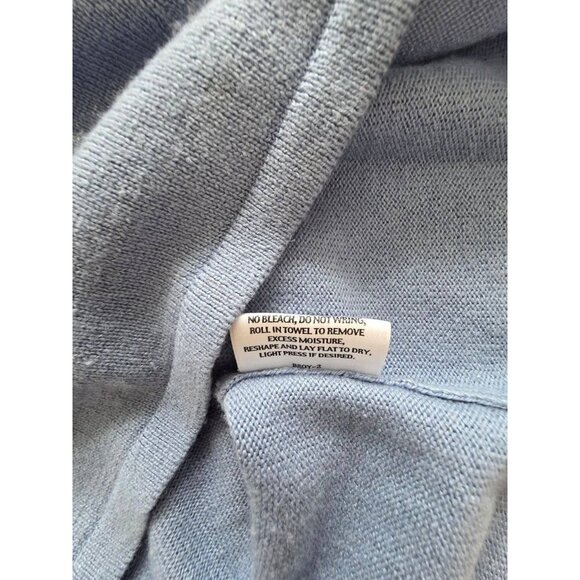 NO BLEACH, DO NOT WRING,
ROLL IN TOWEL TO REMOVE
EXCESS MOISTURE,
RESHAPE AND LAY FLAT TO DRY.
LIGHT PRESS IF DESIRED.